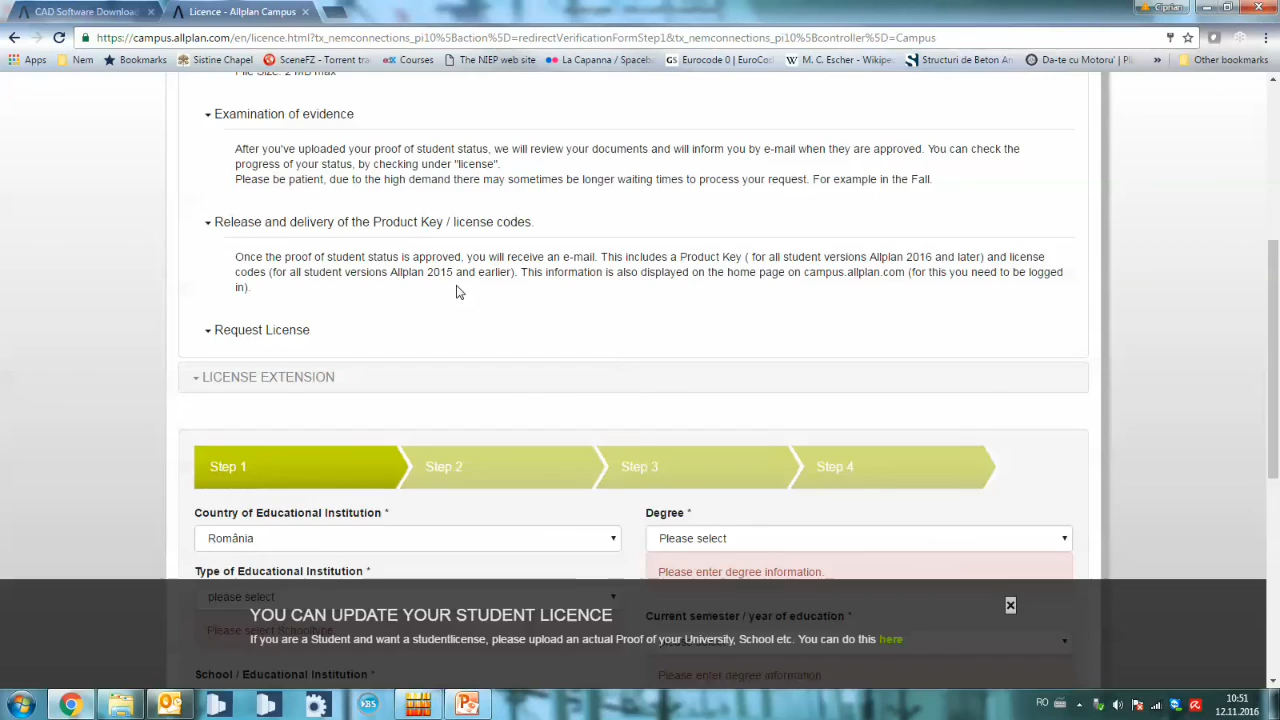 CAD Software Download
Licence - Allplan Campus
Ciprian
https://campus.allplan.com/en/licence.html?tx_nemconnections_pi10%5Baction%5D=redirectVerificationFormStep1&tx_nemconnections_pi10%5Bcontroller%5D=Campus
Apps Nem Bookmarks Sistine Chapel SceneFZ - Torrent tra Courses The NIEP web site La Capanna / Spaceb GS Eurocode 0 | EuroCod W M. C. Escher - Wikipe Structuri de Beton Ar Da-te cu Motoru' | Pl » Other bookmarks
File Size: 2 MB max
Examination of evidence
After you've uploaded your proof of student status, we will review your documents and will inform you by e-mail when they are approved. You can check the
progress of your status, by checking under "license".
Please be patient, due to the high demand there may sometimes be longer waiting times to process your request. For example in the Fall.
Release and delivery of the Product Key / license codes.
Once the proof of student status is approved, you will receive an e-mail. This includes a Product Key ( for all student versions Allplan 2016 and later) and license
codes (for all student versions Allplan 2015 and earlier). This information is also displayed on the home page on campus.allplan.com (for this you need to be logged
in).
Request License
LICENSE EXTENSION
Step 1 Step 2 Step 3 Step 4
Country of Educational Institution * Degree *
România Please select
Type of Educational Institution * Please enter degree information.
please select
YOU CAN UPDATE YOUR STUDENT LICENCE
Current semester / year of education *
Please select Schooltype.
If you are a Student and want a studentlicense, please upload an actual Proof of your University, School etc. You can do this here
School / Educational Institution * Please enter degree information
RO 10:51
12.11.2016